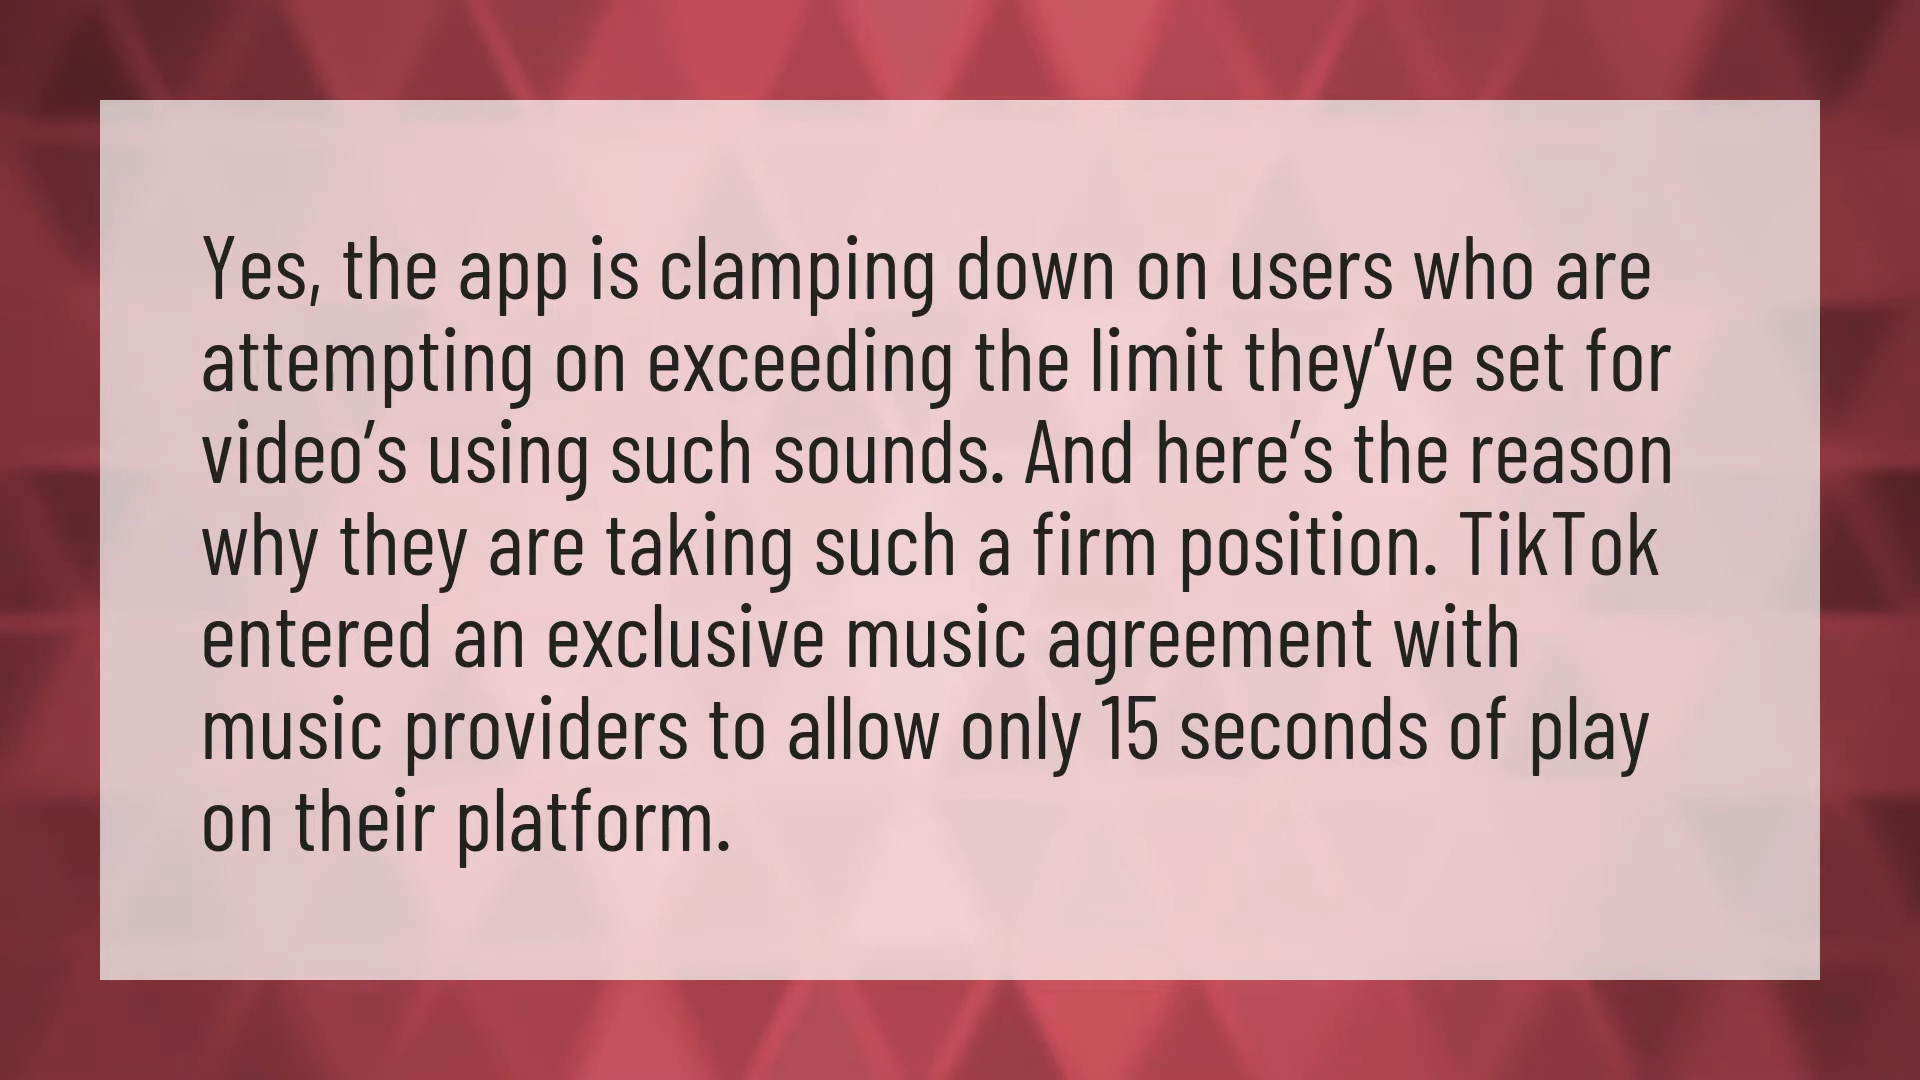 Yes, the app is clamping down on users who are
attempting on exceeding the limit they’ve set for
video’s using such sounds. And here’s the reason
why they are taking such a firm position. TikTok
entered an exclusive music agreement with
music providers to allow only 15 seconds of play
on their platform.